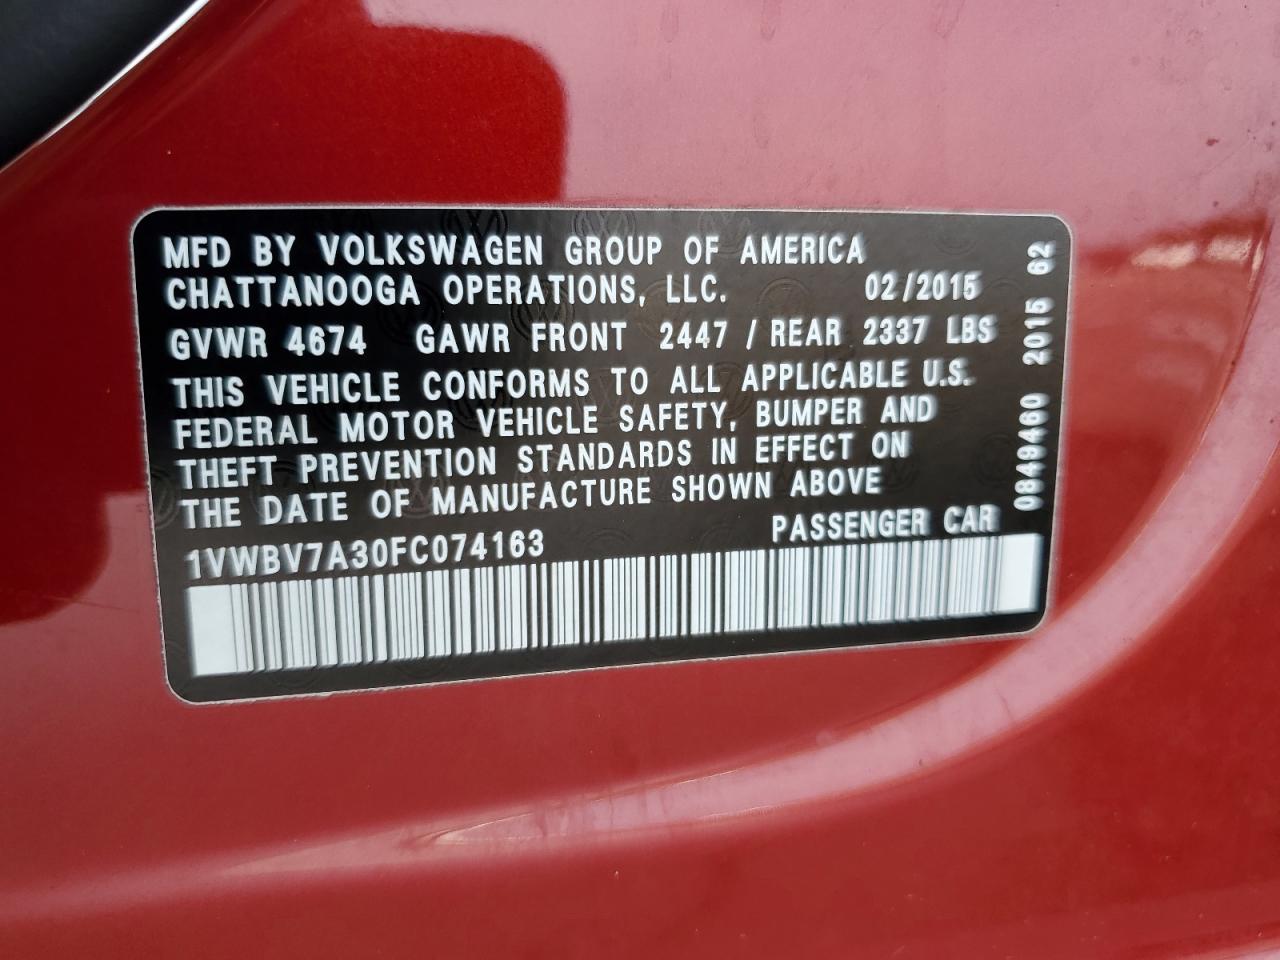 MFD BY VOLKSWAGEN GROUP OF AMERICA
CHATTANOOGA OPERATIONS, LLC. 02/2015
GVWR 4674 GAWR FRONT 2447 / REAR 2337 LBS
THIS VEHICLE CONFORMS TO ALL APPLICABLE U.S.
FEDERAL MOTOR VEHICLE SAFETY, BUMPER AND
THEFT PREVENTION STANDARDS IN EFFECT ON
THE DATE OF MANUFACTURE SHOWN ABOVE
1VWBV7A30FC074163 PASSENGER CAR
0849460 2015 62